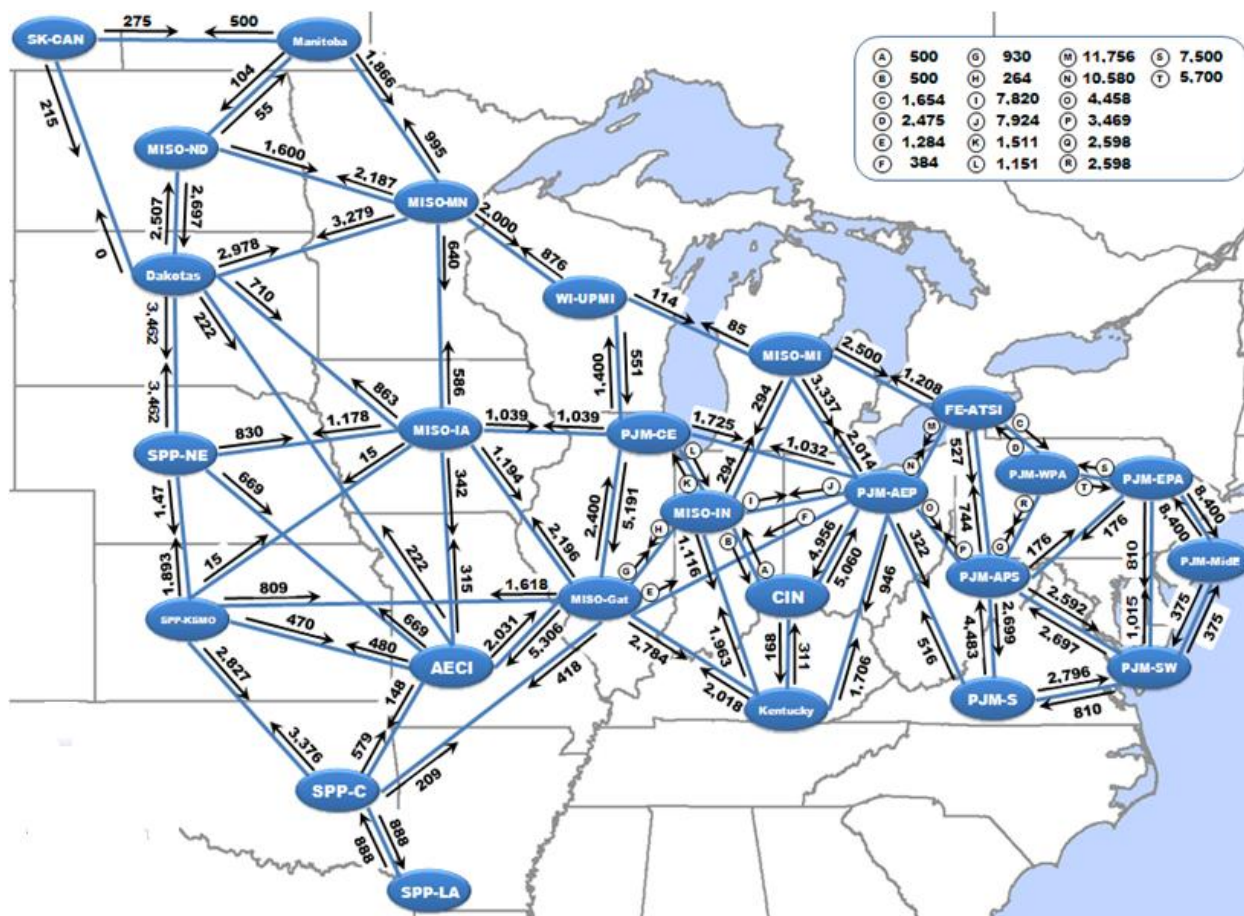 275
500
SK-CAN
Manitoba
A 500 G 930 M 11,756 S 7,500
B 500 H 264 N 10,580 T 5,700
C 1,654 I 7,820 O 4,458
D 2,475 J 7,924 P 3,469
E 1,284 K 1,511 Q 2,598
F 384 L 1,151 R 2,598
104
55
1,866
995
215
0
MISO-ND
1,600
2,187
MISO-MN
2,507
2,697
3,279
2,978
2,000
876
640
Dakotas
WI-UPMI
710
222
3,462
3,462
114
85
MISO-MI
2,500
1,208
1,400
551
586
863
FE-ATSI
C
D
M
N
3,337
2,014
294
294
1,178
830
MISO-IA
1,039
1,039
PJM-CE
1,725
1,032
SPP-NE
15
15
527
744
PJM-WPA
S
T
PJM-EPA
L
K
MISO-IN
I
J
PJM-AEP
F
1,47
1,893
669
669
342
315
1,194
2,196
2,400
5,191
H
G
B
A
O
P
R
Q
8,400
8,400
PJM-MidE
176
176
810
1,015
375
375
4,956
5,060
322
516
946
1,706
PJM-APS
E
1,116
1,963
CIN
809
1,618
MISO-Gat
SPP-KSMO
222
2,592
2,697
470
480
AECI
2,031
5,306
418
209
2,784
2,018
168
311
4,483
2,698
PJM-SW
2,796
810
PJM-S
Kentucky
2,827
3,376
148
579
SPP-C
888
888
SPP-LA